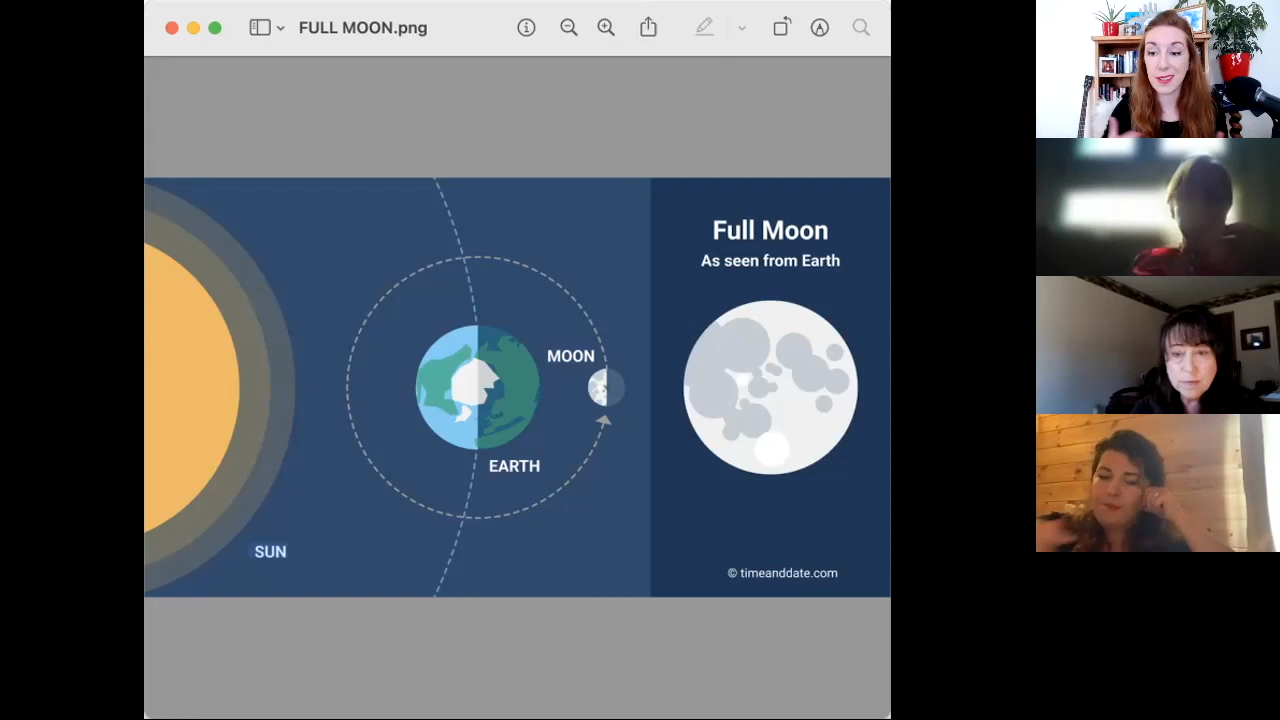 FULL MOON.png
Full Moon
As seen from Earth
MOON
EARTH
SUN
© timeanddate.com